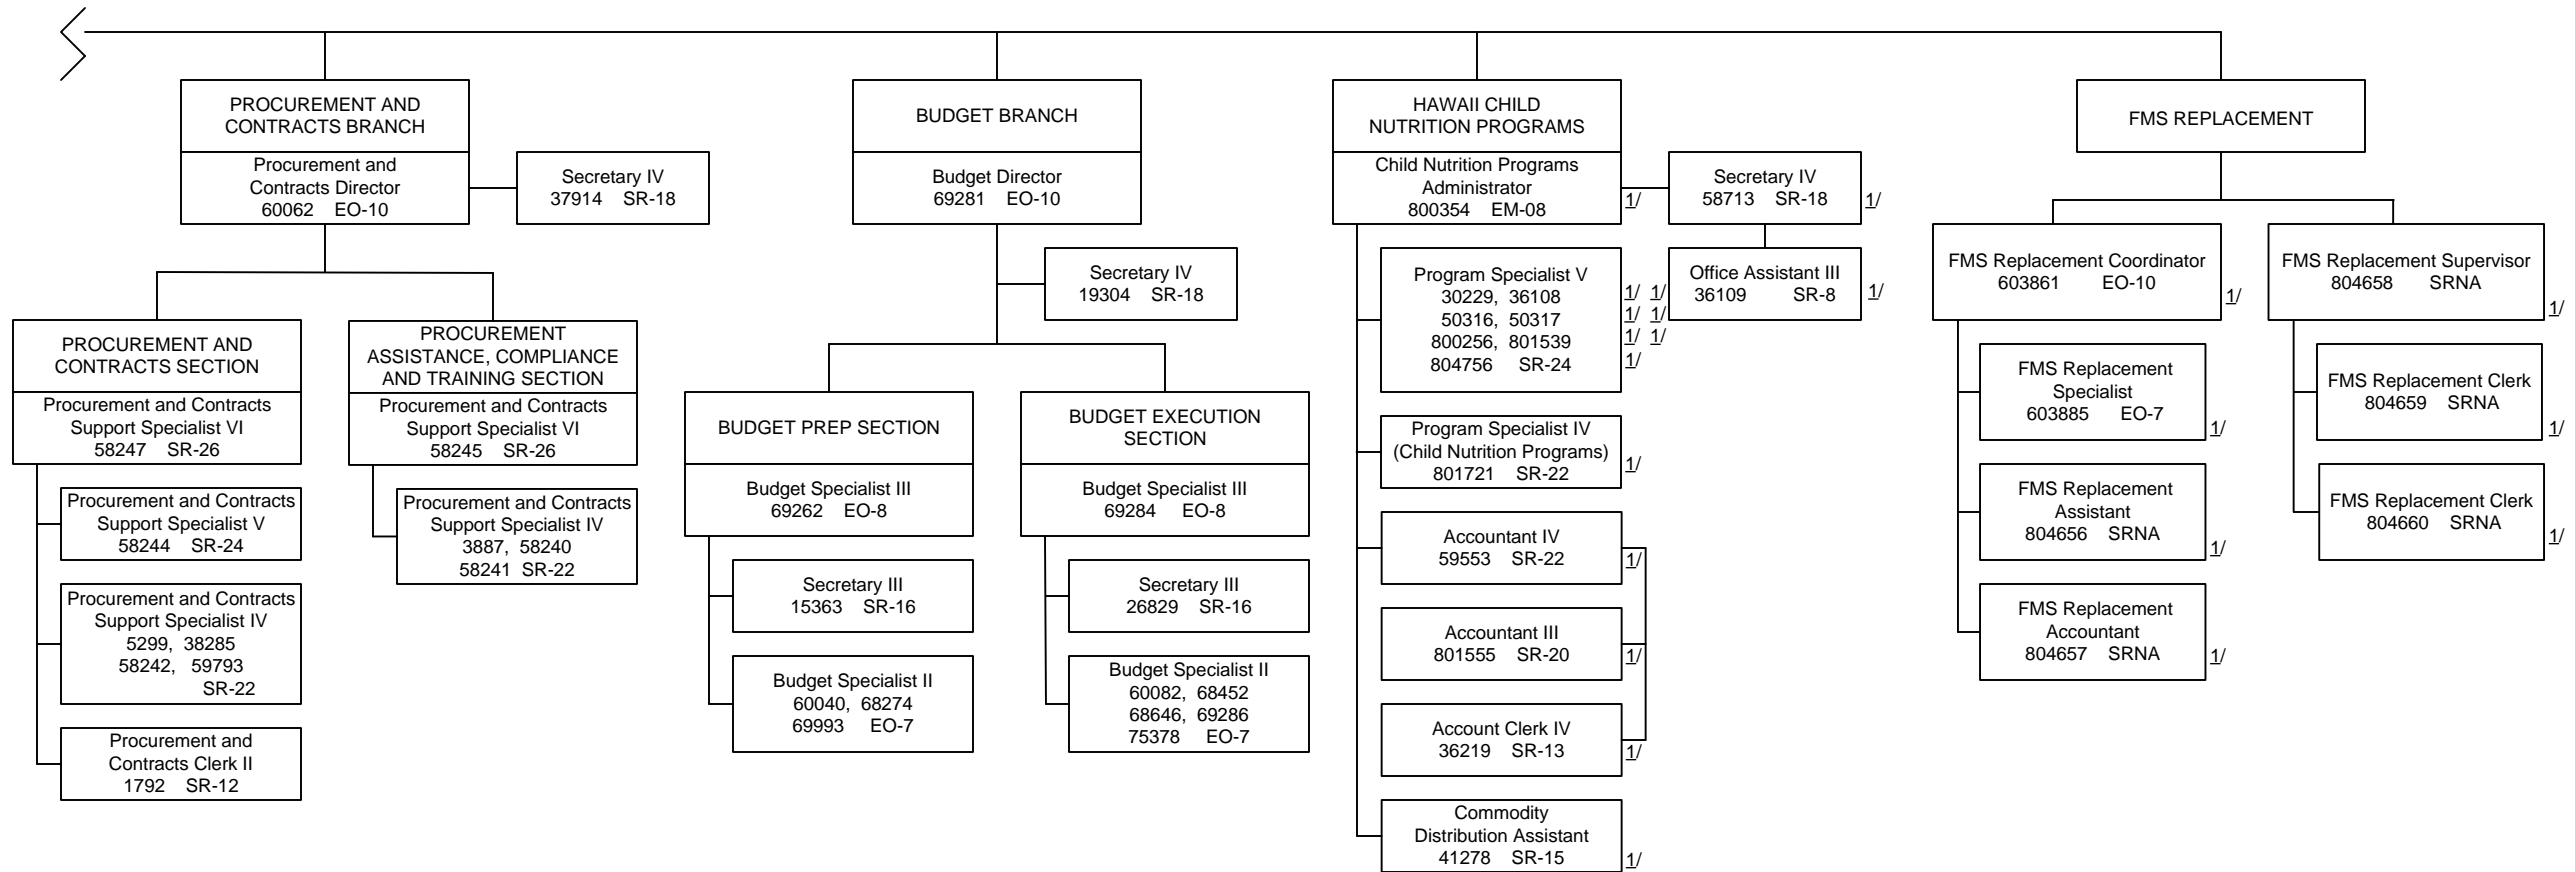 PROCUREMENT AND
CONTRACTS BRANCH
Procurement and
Contracts Director
60062 EO-10
Secretary IV
37914 SR-18
PROCUREMENT AND
CONTRACTS SECTION
Procurement and Contracts
Support Specialist VI
58247 SR-26
Procurement and Contracts
Support Specialist V
58244 SR-24
Procurement and Contracts
Support Specialist IV
5299, 38285
58242, 59793
SR-22
Procurement and
Contracts Clerk II
1792 SR-12
PROCUREMENT
ASSISTANCE, COMPLIANCE
AND TRAINING SECTION
Procurement and Contracts
Support Specialist VI
58245 SR-26
Procurement and Contracts
Support Specialist IV
3887, 58240
58241 SR-22
BUDGET BRANCH
Budget Director
69281 EO-10
Secretary IV
19304 SR-18
BUDGET PREP SECTION
Budget Specialist III
69262 EO-8
Secretary III
15363 SR-16
Budget Specialist II
60040, 68274
69993 EO-7
BUDGET EXECUTION
SECTION
Budget Specialist III
69284 EO-8
Secretary III
26829 SR-16
Budget Specialist II
60082, 68452
68646, 69286
75378 EO-7
HAWAII CHILD
NUTRITION PROGRAMS
Child Nutrition Programs
Administrator
800354 EM-08 1/
Secretary IV
58713 SR-18 1/
Office Assistant III
36109 SR-8 1/
Program Specialist V
30229, 36108 1/ 1/
50316, 50317 1/ 1/
800256, 801539 1/ 1/
804756 SR-24 1/
Program Specialist IV
(Child Nutrition Programs)
801721 SR-22 1/
Accountant IV
59553 SR-22 1/
Accountant III
801555 SR-20 1/
Account Clerk IV
36219 SR-13 1/
Commodity
Distribution Assistant
41278 SR-15 1/
FMS REPLACEMENT
FMS Replacement Coordinator
603861 EO-10 1/
FMS Replacement
Specialist
603885 EO-7 1/
FMS Replacement
Assistant
804656 SRNA 1/
FMS Replacement
Accountant
804657 SRNA 1/
FMS Replacement Supervisor
804658 SRNA 1/
FMS Replacement Clerk
804659 SRNA 1/
FMS Replacement Clerk
804660 SRNA 1/